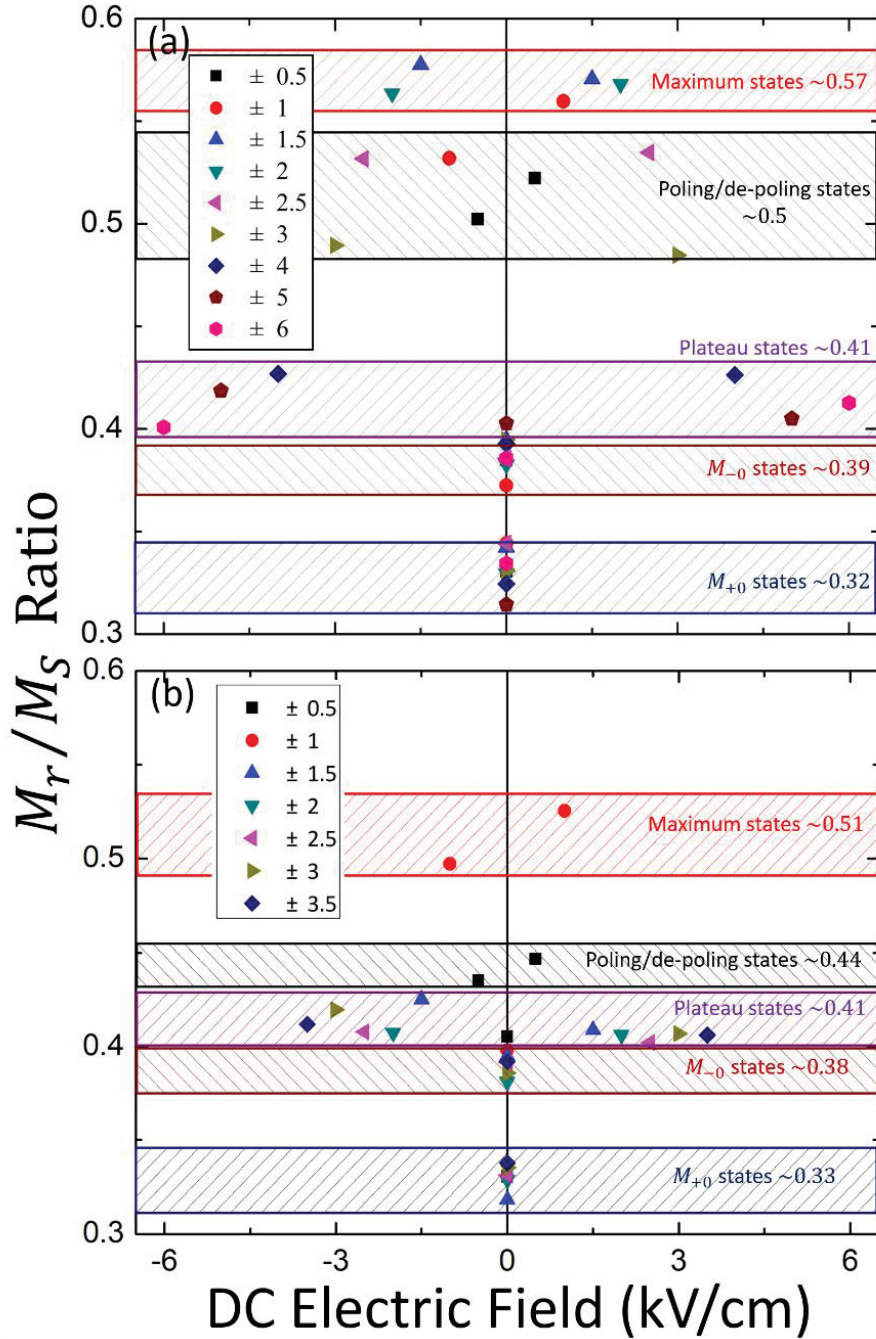 (a)
± 0.5
± 1
± 1.5
± 2
± 2.5
± 3
± 4
± 5
± 6
Maximum states ~0.57
Poling/de-poling states
~0.5
Plateau states ~0.41
M₋₀ states ~0.39
M₊₀ states ~0.32
0.6
0.5
0.4
0.3
M_r/M_S Ratio
(b)
± 0.5
± 1
± 1.5
± 2
± 2.5
± 3
± 3.5
Maximum states ~0.51
Poling/de-poling states ~0.44
Plateau states ~0.41
M₋₀ states ~0.38
M₊₀ states ~0.33
0.6
0.5
0.4
0.3
-6 -3 0 3 6
DC Electric Field (kV/cm)